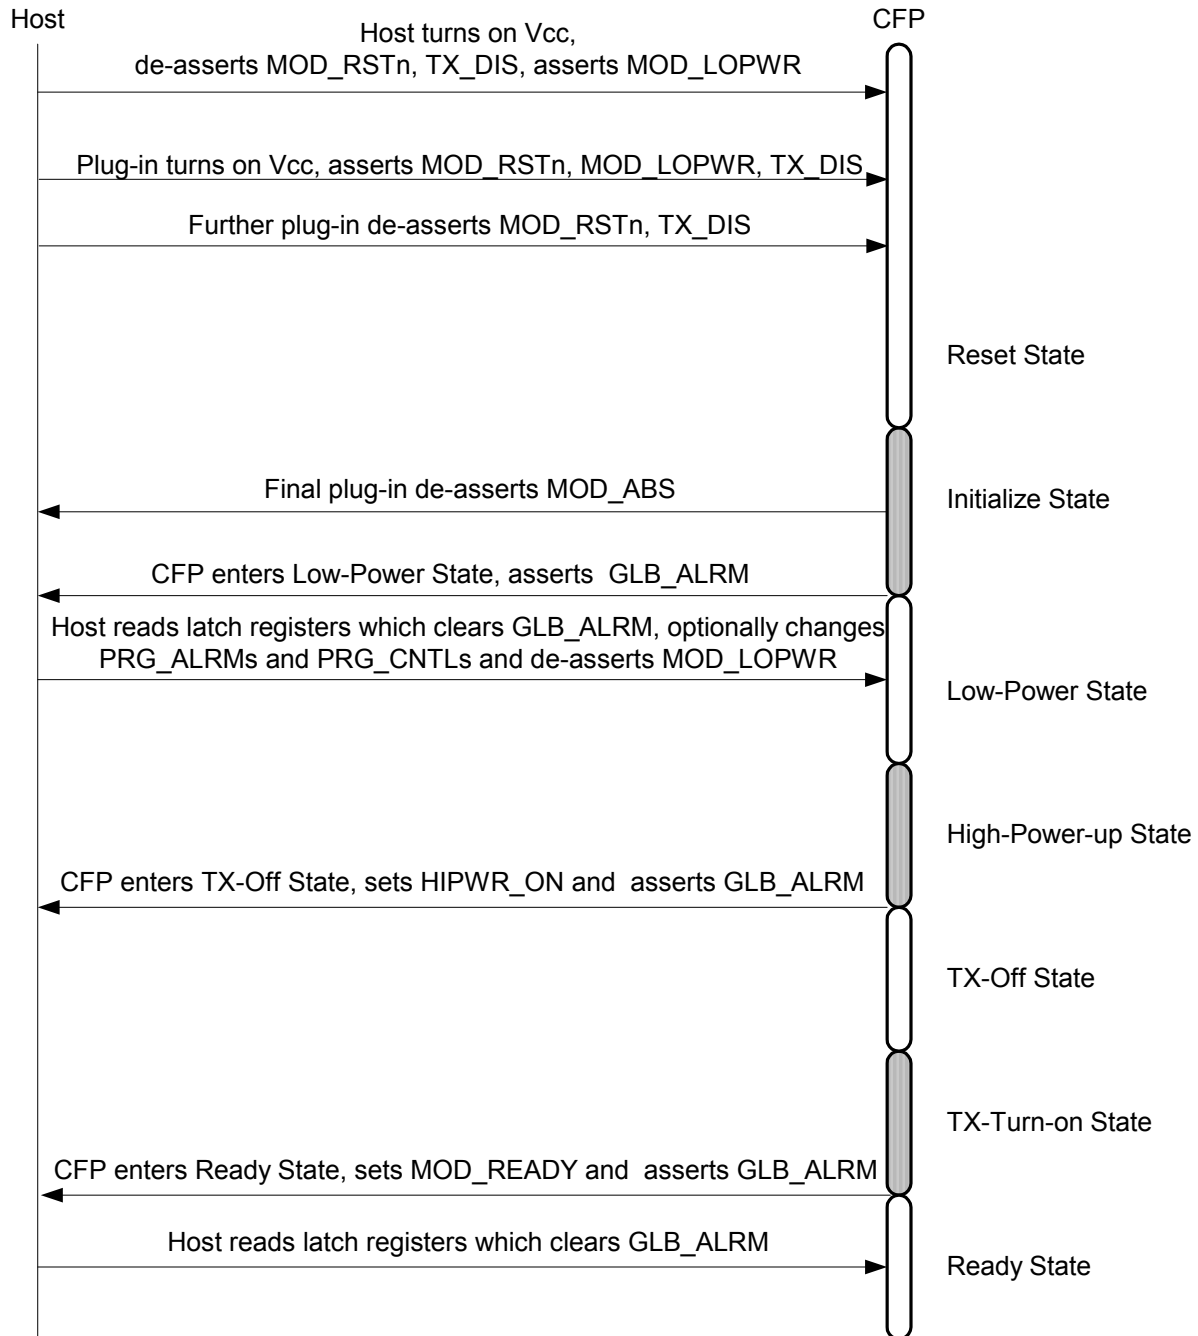 Host
CFP
Host turns on Vcc,
de-asserts MOD_RSTn, TX_DIS, asserts MOD_LOPWR
Plug-in turns on Vcc, asserts MOD_RSTn, MOD_LOPWR, TX_DIS
Further plug-in de-asserts MOD_RSTn, TX_DIS
Reset State
Final plug-in de-asserts MOD_ABS
Initialize State
CFP enters Low-Power State, asserts GLB_ALRM
Host reads latch registers which clears GLB_ALRM, optionally changes
PRG_ALRMs and PRG_CNTLs and de-asserts MOD_LOPWR
Low-Power State
High-Power-up State
CFP enters TX-Off State, sets HIPWR_ON and asserts GLB_ALRM
TX-Off State
TX-Turn-on State
CFP enters Ready State, sets MOD_READY and asserts GLB_ALRM
Host reads latch registers which clears GLB_ALRM
Ready State